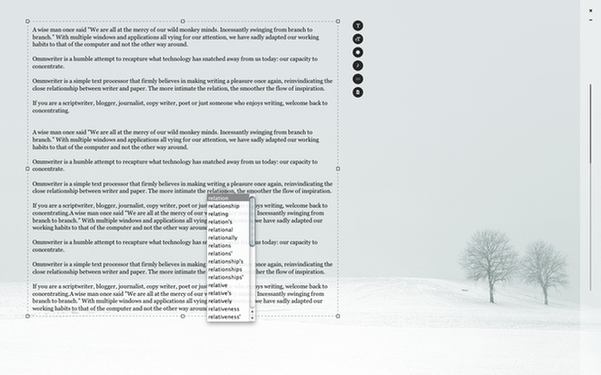 A wise man once said "We are all at the mercy of our wild monkey minds. Incessantly swinging from branch to
branch." With multiple windows and applications all vying for our attention, we have sadly adapted our working
habits to that of the computer and not the other way around.
Ommwriter is a humble attempt to recapture what technology has snatched away from us today: our capacity to
concentrate.
Ommwriter is a simple text processor that firmly believes in making writing a pleasure once again, reinvindicating the
close relationship between writer and paper. The more intimate the relation, the smoother the flow of inspiration.
If you are a scriptwriter, blogger, journalist, copy writer, poet or just someone who enjoys writing, welcome back to
concentrating.
A wise man once said "We are all at the mercy of our wild monkey minds. Incessantly swinging from branch to
branch." With multiple windows and applications all vying for our attention, we have sadly adapted our working
habits to that of the computer and not the other way around.
Ommwriter is a humble attempt to recapture what technology has snatched away from us today: our capacity to
concentrate.
Ommwriter is a simple text processor that firmly believes in making writing a pleasure once again, reinvindicating the
close relationship between writer and paper. The more intimate the relation, the smoother the flow of inspiration.
If you are a scriptwriter, blogger, journalist, copy writer, poet or just enjoys writing, welcome back to
concentrating.A wise man once said "We are all at the mercy of our monkey minds. Incessantly swinging from
branch to branch." With multiple windows and applications all vying for our attention, we have sadly adapted our
working habits to that of the computer and not the other way around.
Ommwriter is a humble attempt to recapture what technology has us today: our capacity to
concentrate.
Ommwriter is a simple text processor that firmly believes in making pleasure once again, reinvindicating the
close relationship between writer and paper. The more intimate the smoother the flow of inspiration.
If you are a scriptwriter, blogger, journalist, copy writer, poet or just enjoys writing, welcome back to
concentrating.A wise man once said "We are all at the mercy of our monkey minds. Incessantly swinging from
branch to branch." With multiple windows and applications all vying for our attention, we have sadly adapted our
working habits to that of the computer and not the other way around.
relation
relationship
relating
relation's
relational
relationally
relations
relations'
relationship's
relationships
relationships'
relative
relative's
relatively
relativeness
relativeness'